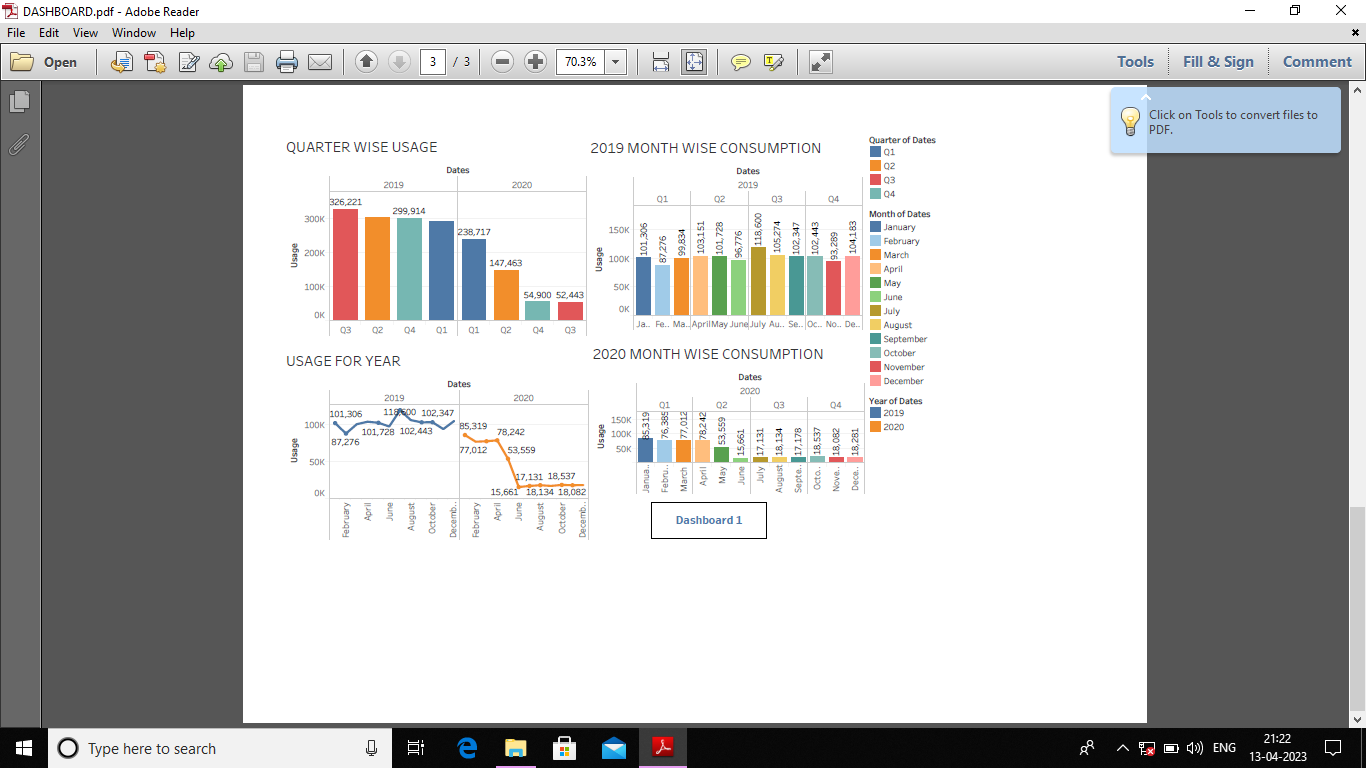 DASHBOARD.pdf - Adobe Reader
File Edit View Window Help
Open 3 / 3 70.3% Tools Fill & Sign Comment
Click on Tools to convert files to
PDF.
QUARTER WISE USAGE
Dates
2019 2020
326,221 299,914 238,717 147,463 54,900 52,443
300K
200K
100K
0K
Usage
Q3 Q2 Q4 Q1 Q1 Q2 Q4 Q3
2019 MONTH WISE CONSUMPTION
Dates
2019
Q1 Q2 Q3 Q4
150K
100K
50K
0K
Usage
101,306 87,276 99,834 103,151 101,728 96,776 118,600 105,274 102,347 102,443 93,289 104,183
Ja.. Fe.. Ma.. April May June July Au.. Se.. Oc.. No.. De..
Quarter of Dates
Q1
Q2
Q3
Q4
Month of Dates
January
February
March
April
May
June
July
August
September
October
November
December
Year of Dates
2019
2020
USAGE FOR YEAR
Dates
2019 2020
100K
50K
0K
Usage
101,306 118,600 102,347
87,276 101,728 102,443
85,319 78,242
77,012 53,559
17,131 18,537
15,661 18,134 18,082
February April June August October Decemb.. February April June August October Decemb..
2020 MONTH WISE CONSUMPTION
Dates
2020
Q1 Q2 Q3 Q4
150K
100K
50K
Usage
85,319 76,385 77,012 78,242 53,559 15,661 17,131 18,134 17,178 18,537 18,082 18,281
Janua.. Febru.. March April May June July August Septe.. Octo.. Nove.. Dece..
Dashboard 1
Type here to search
ENG
21:22
13-04-2023